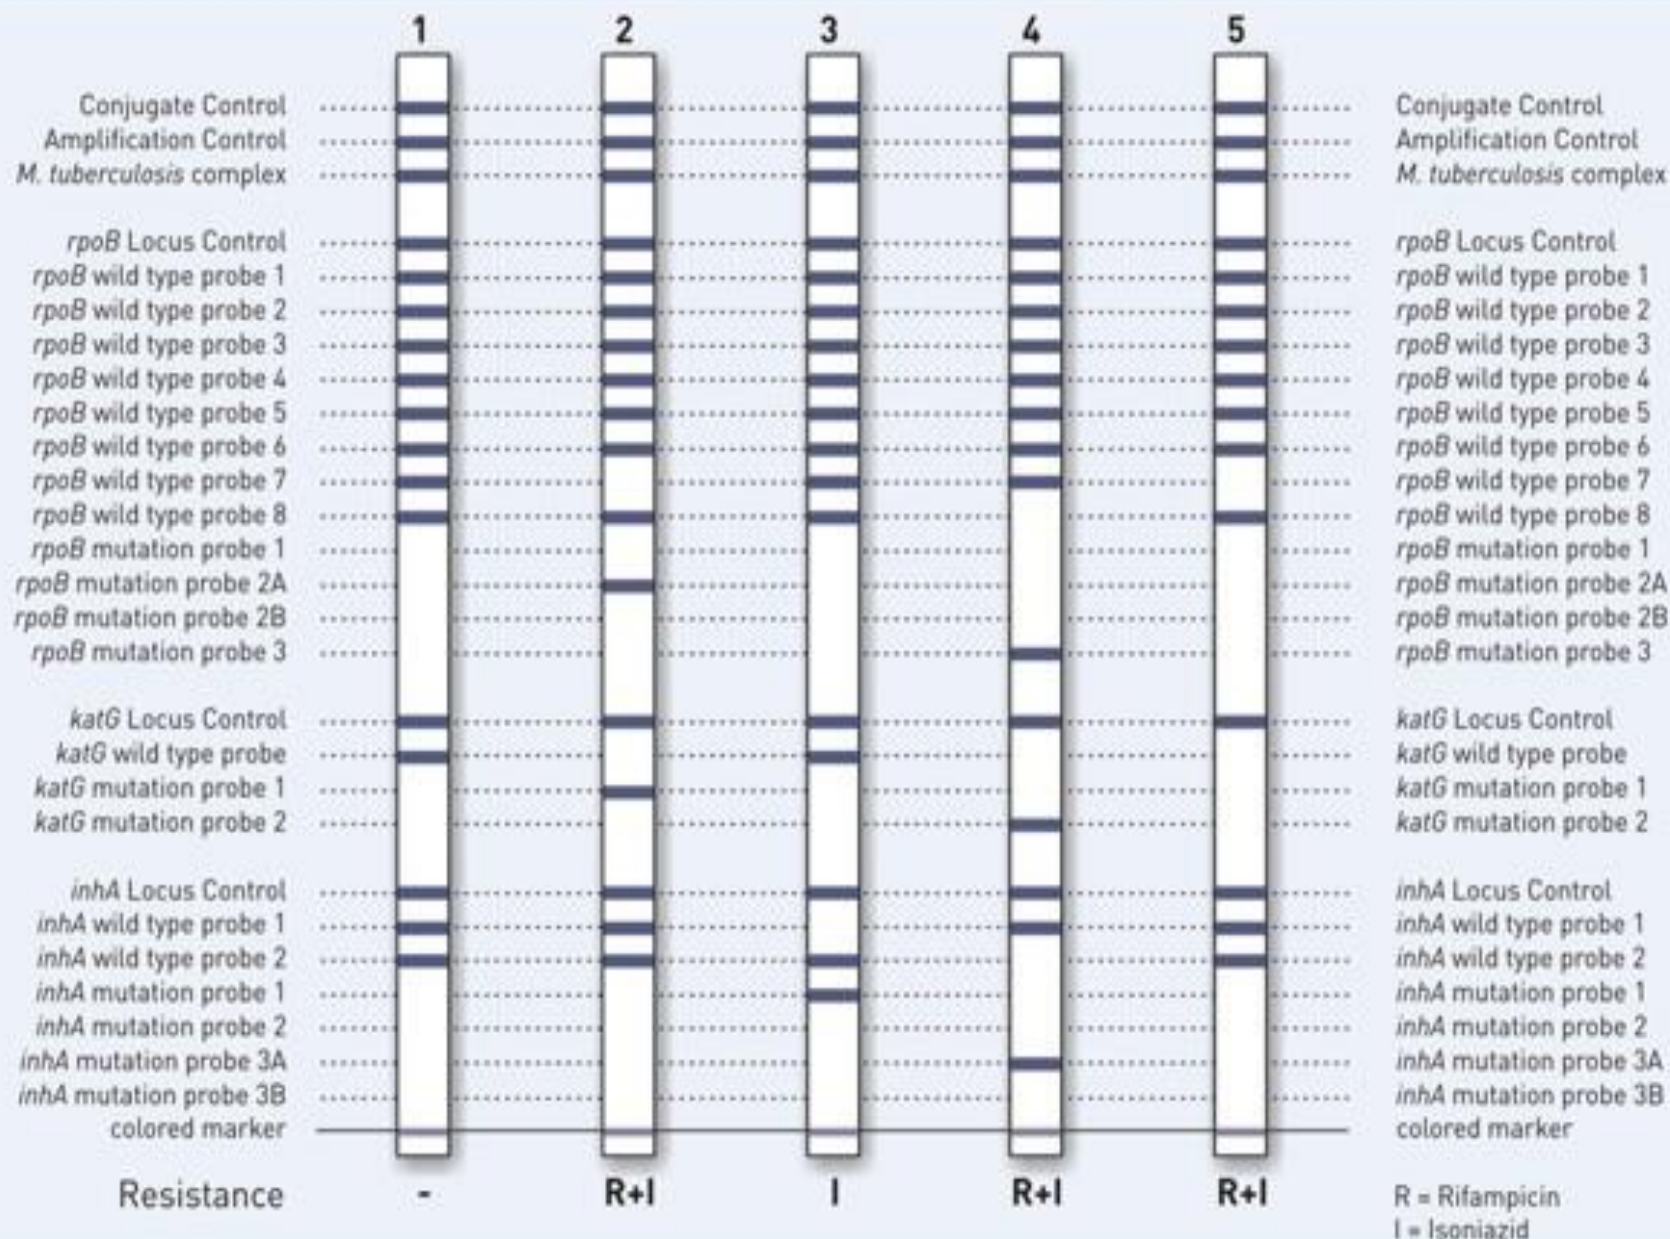 1 2 3 4 5
Conjugate Control Conjugate Control
Amplification Control Amplification Control
M. tuberculosis complex M. tuberculosis complex
rpoB Locus Control rpoB Locus Control
rpoB wild type probe 1 rpoB wild type probe 1
rpoB wild type probe 2 rpoB wild type probe 2
rpoB wild type probe 3 rpoB wild type probe 3
rpoB wild type probe 4 rpoB wild type probe 4
rpoB wild type probe 5 rpoB wild type probe 5
rpoB wild type probe 6 rpoB wild type probe 6
rpoB wild type probe 7 rpoB wild type probe 7
rpoB wild type probe 8 rpoB wild type probe 8
rpoB mutation probe 1 rpoB mutation probe 1
rpoB mutation probe 2A rpoB mutation probe 2A
rpoB mutation probe 2B rpoB mutation probe 2B
rpoB mutation probe 3 rpoB mutation probe 3
katG Locus Control katG Locus Control
katG wild type probe katG wild type probe
katG mutation probe 1 katG mutation probe 1
katG mutation probe 2 katG mutation probe 2
inhA Locus Control inhA Locus Control
inhA wild type probe 1 inhA wild type probe 1
inhA wild type probe 2 inhA wild type probe 2
inhA mutation probe 1 inhA mutation probe 1
inhA mutation probe 2 inhA mutation probe 2
inhA mutation probe 3A inhA mutation probe 3A
inhA mutation probe 3B inhA mutation probe 3B
colored marker colored marker
Resistance - R+I I R+I R+I R = Rifampicin
I = Isoniazid